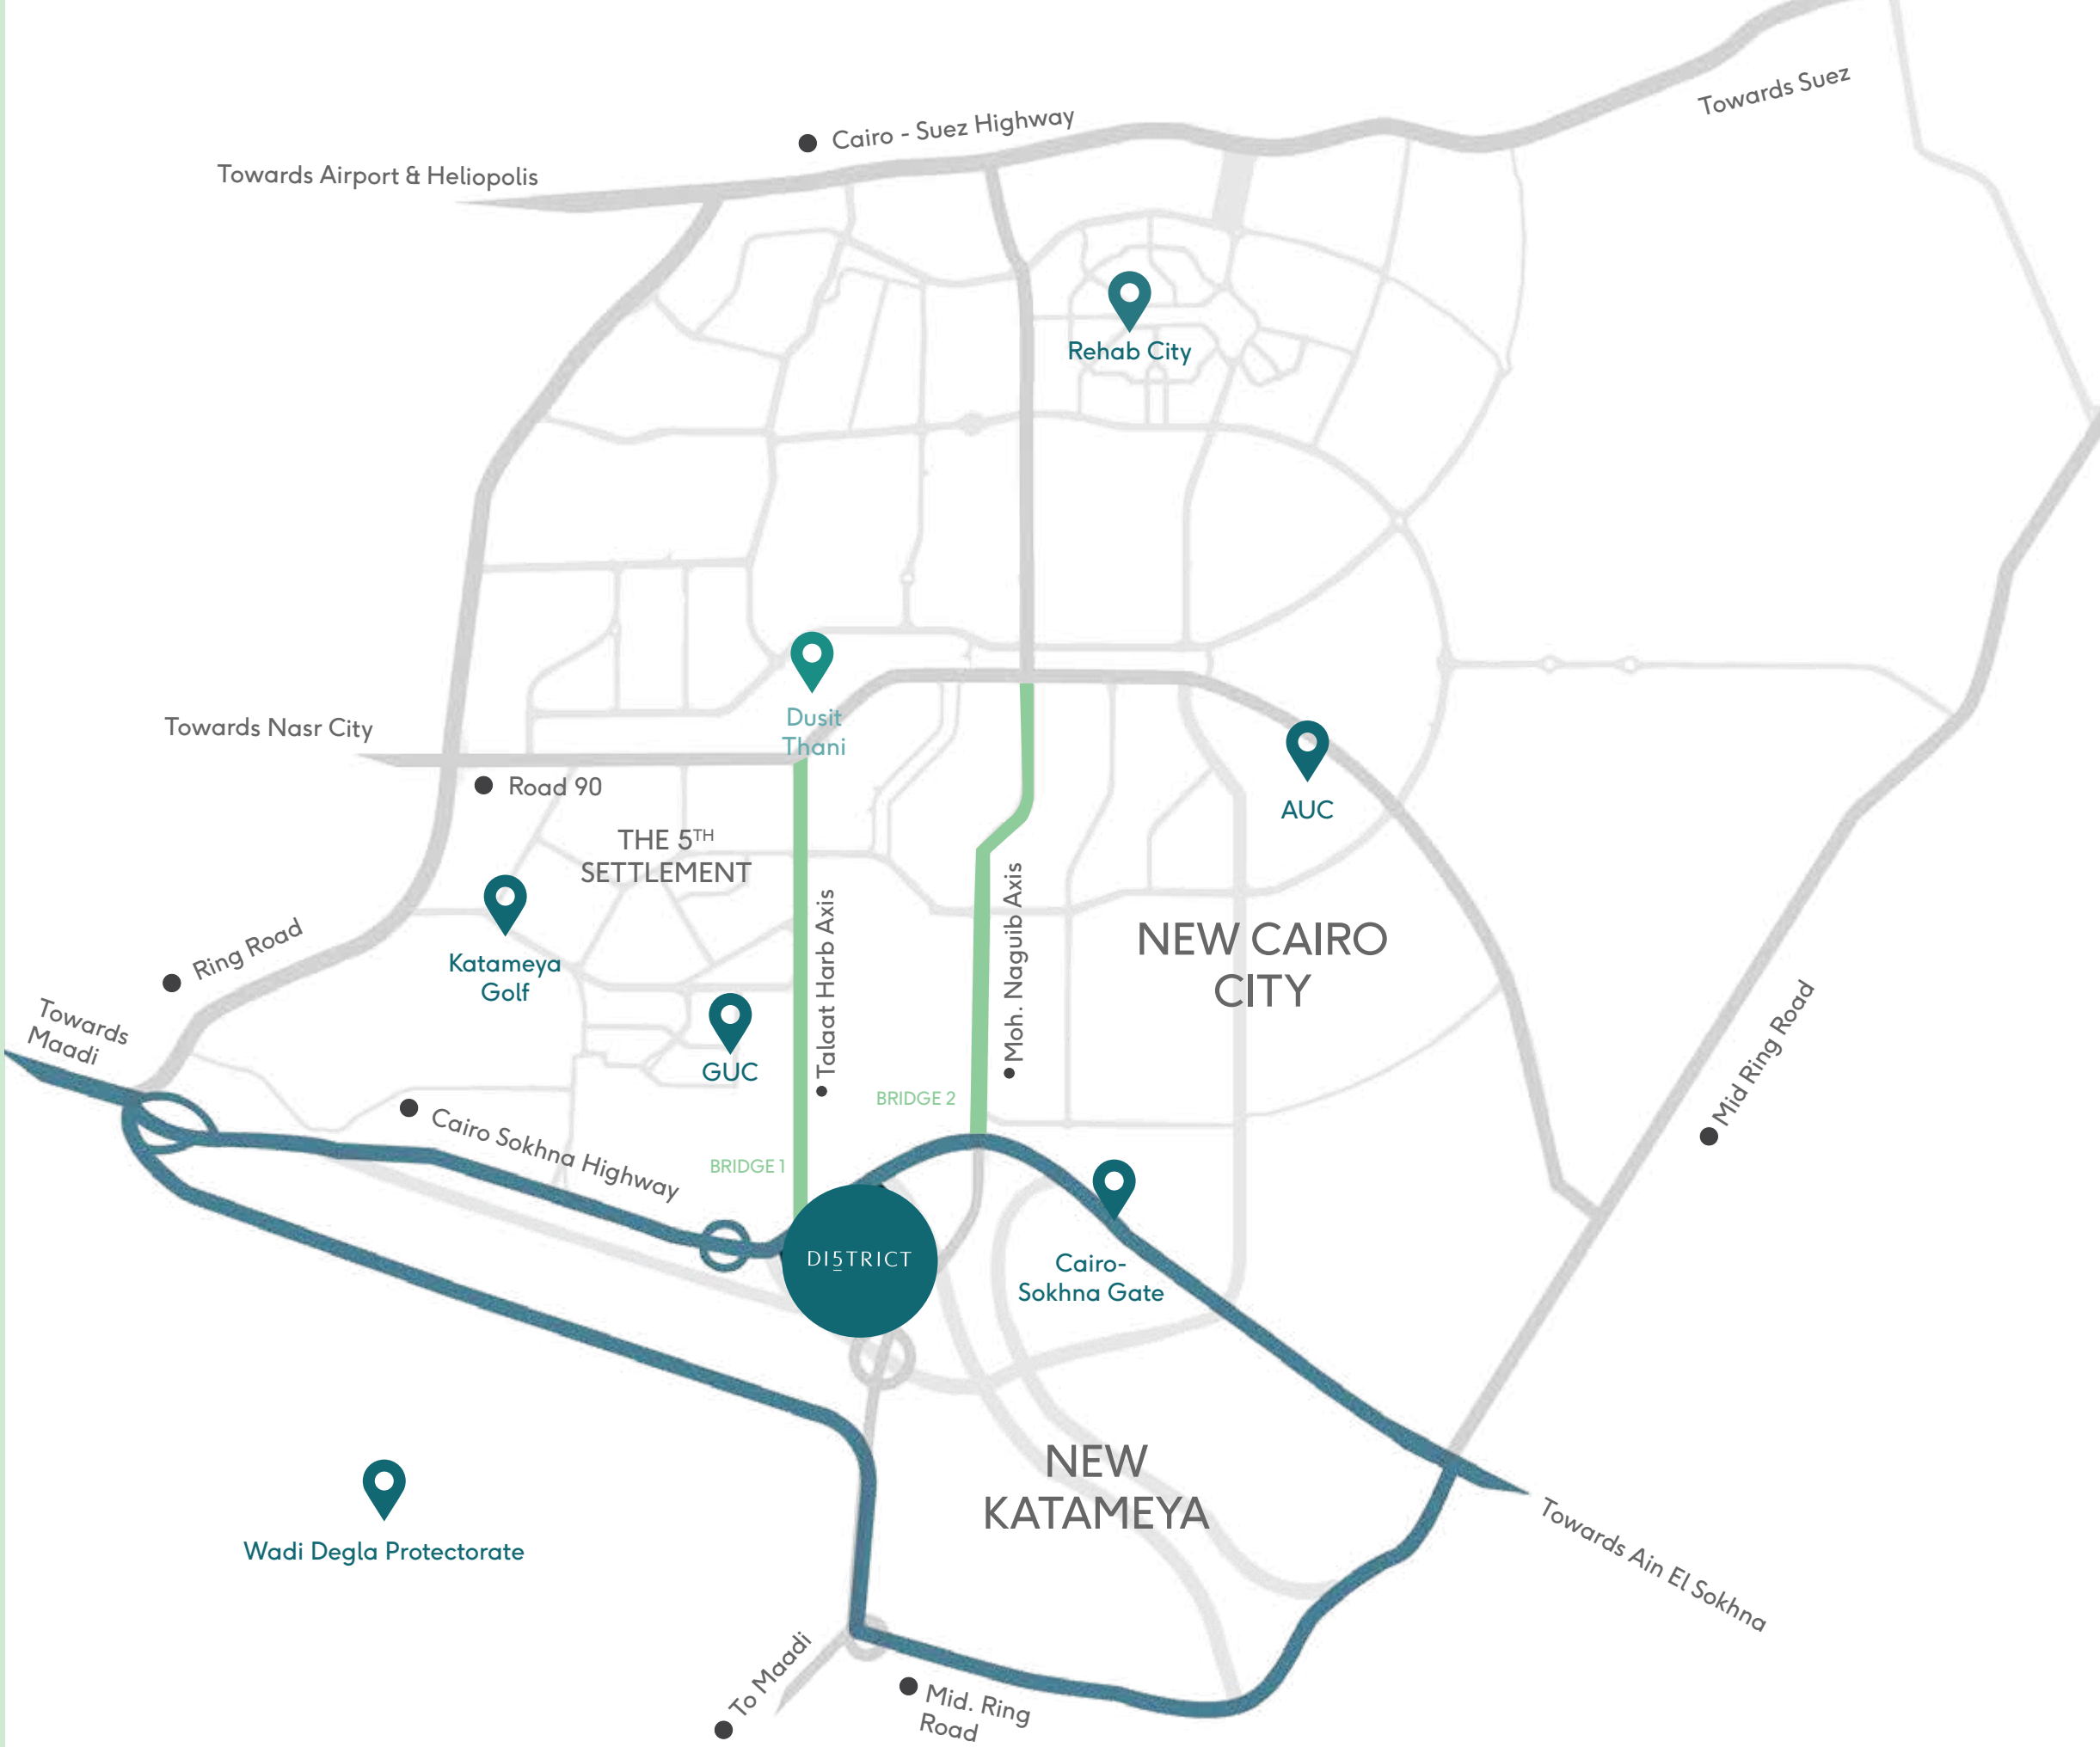 Towards Suez
Cairo - Suez Highway
Towards Airport & Heliopolis
Rehab City
Dusit
Thani
Towards Nasr City
Road 90
AUC
THE 5TH
SETTLEMENT
Talaat Harb Axis
Moh. Naguib Axis
NEW CAIRO
CITY
Katameya
Golf
Ring Road
Towards
Maadi
GUC
Mid Ring Road
BRIDGE 2
Cairo Sokhna Highway
BRIDGE 1
DI5TRICT
Cairo-
Sokhna Gate
NEW
KATAMEYA
Wadi Degla Protectorate
Towards Ain El Sokhna
To Maadi
Mid. Ring
Road